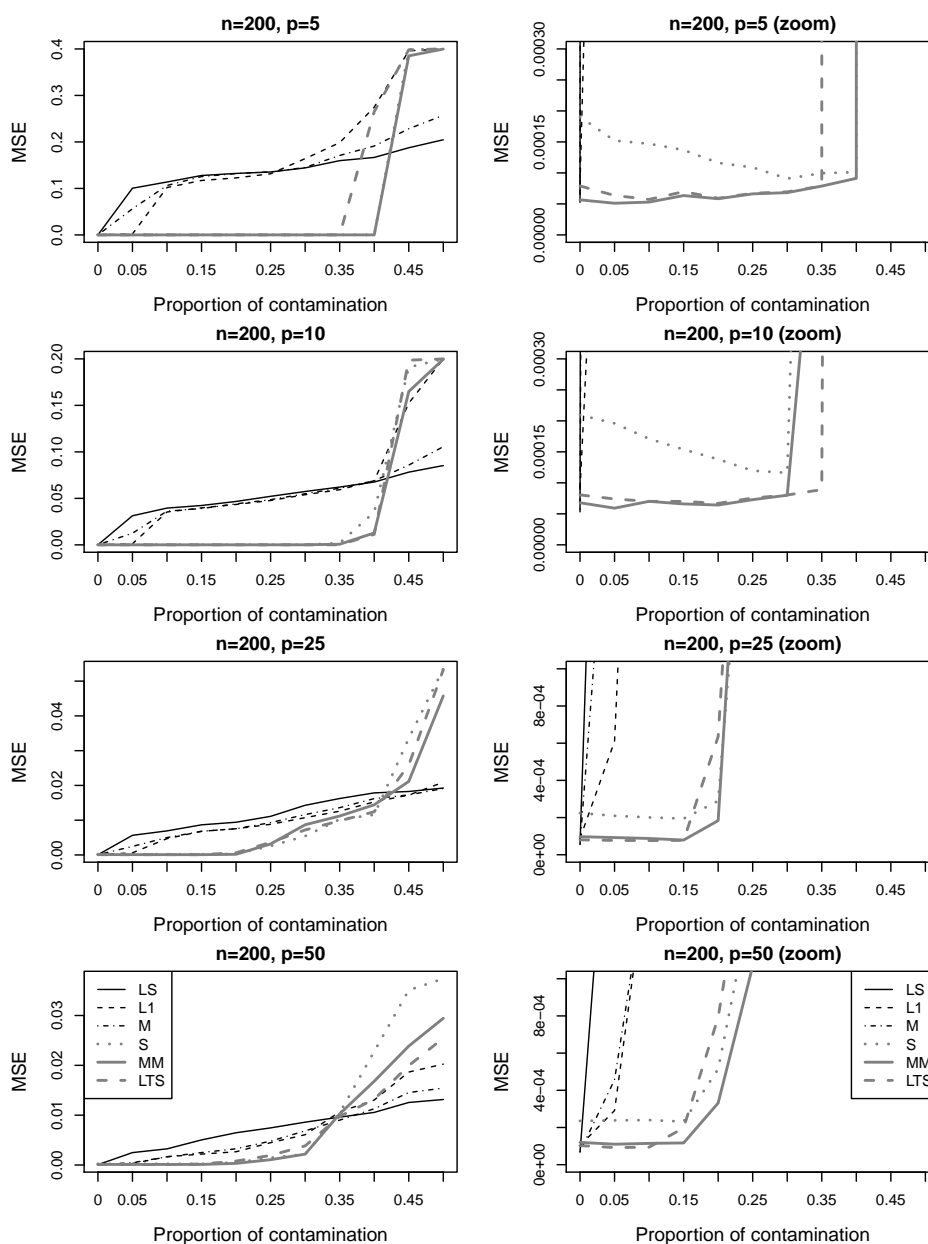 n=200, p=5
MSE
0.0 0.1 0.2 0.3 0.4
0 0.05 0.15 0.25 0.35 0.45
Proportion of contamination
n=200, p=5 (zoom)
MSE
0.00000 0.00015 0.00030
0 0.05 0.15 0.25 0.35 0.45
Proportion of contamination
n=200, p=10
MSE
0.00 0.05 0.10 0.15 0.20
0 0.05 0.15 0.25 0.35 0.45
Proportion of contamination
n=200, p=10 (zoom)
MSE
0.00000 0.00015 0.00030
0 0.05 0.15 0.25 0.35 0.45
Proportion of contamination
n=200, p=25
MSE
0.00 0.02 0.04
0 0.05 0.15 0.25 0.35 0.45
Proportion of contamination
n=200, p=25 (zoom)
MSE
0e+00 4e-04 8e-04
0 0.05 0.15 0.25 0.35 0.45
Proportion of contamination
n=200, p=50
MSE
0.00 0.01 0.02 0.03
0 0.05 0.15 0.25 0.35 0.45
Proportion of contamination
LS
L1
M
S
MM
LTS
n=200, p=50 (zoom)
MSE
0e+00 4e-04 8e-04
0 0.05 0.15 0.25 0.35 0.45
Proportion of contamination
LS
L1
M
S
MM
LTS